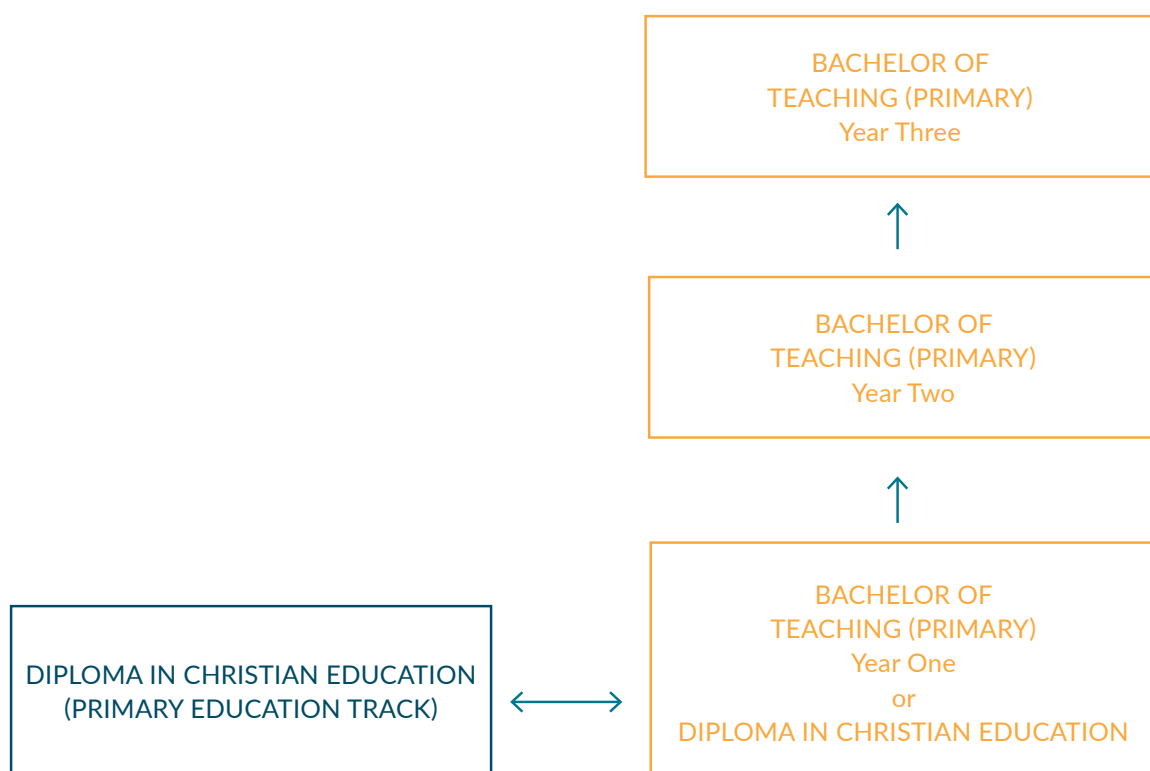 BACHELOR OF
TEACHING (PRIMARY)
Year Three
BACHELOR OF
TEACHING (PRIMARY)
Year Two
BACHELOR OF
TEACHING (PRIMARY)
Year One
or
DIPLOMA IN CHRISTIAN EDUCATION
DIPLOMA IN CHRISTIAN EDUCATION
(PRIMARY EDUCATION TRACK)